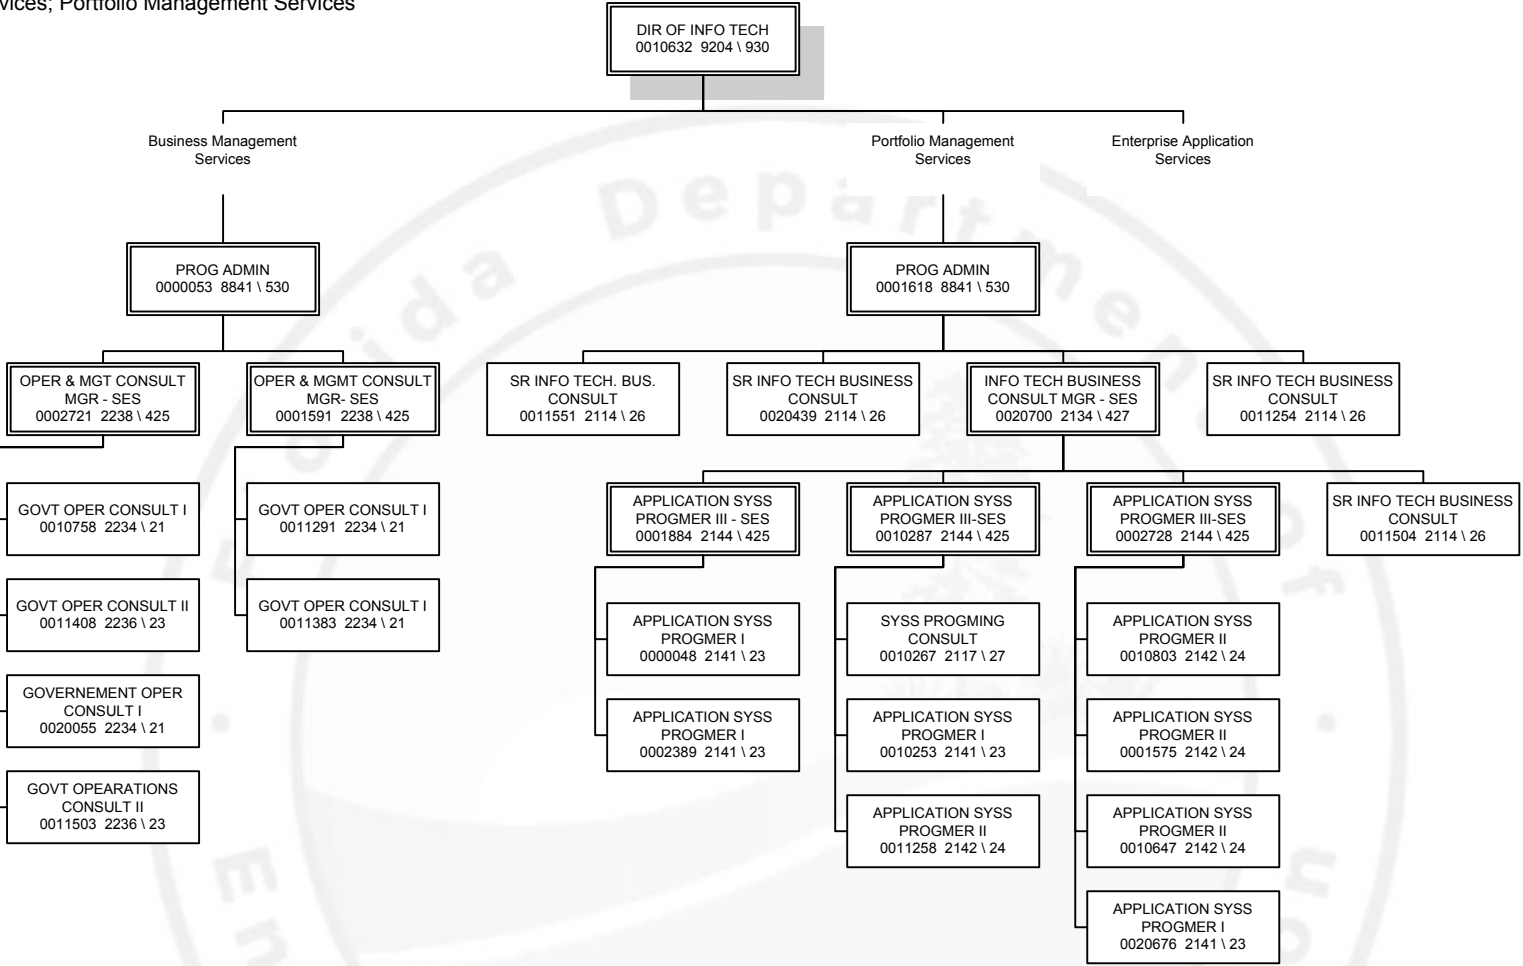 vices; Portfolio Management Services
DIR OF INFO TECH
0010632 9204 \ 930
Business Management
Services
Portfolio Management
Services
Enterprise Application
Services
PROG ADMIN
0000053 8841 \ 530
PROG ADMIN
0001618 8841 \ 530
OPER & MGT CONSULT
MGR - SES
0002721 2238 \ 425
OPER & MGMT CONSULT
MGR- SES
0001591 2238 \ 425
SR INFO TECH. BUS.
CONSULT
0011551 2114 \ 26
SR INFO TECH BUSINESS
CONSULT
0020439 2114 \ 26
INFO TECH BUSINESS
CONSULT MGR - SES
0020700 2134 \ 427
SR INFO TECH BUSINESS
CONSULT
0011254 2114 \ 26
GOVT OPER CONSULT I
0010758 2234 \ 21
GOVT OPER CONSULT I
0011291 2234 \ 21
APPLICATION SYSS
PROGMER III - SES
0001884 2144 \ 425
APPLICATION SYSS
PROGMER III-SES
0010287 2144 \ 425
APPLICATION SYSS
PROGMER III-SES
0002728 2144 \ 425
SR INFO TECH BUSINESS
CONSULT
0011504 2114 \ 26
GOVT OPER CONSULT II
0011408 2236 \ 23
GOVT OPER CONSULT I
0011383 2234 \ 21
APPLICATION SYSS
PROGMER I
0000048 2141 \ 23
SYSS PROGMING
CONSULT
0010267 2117 \ 27
APPLICATION SYSS
PROGMER II
0010803 2142 \ 24
GOVERNEMENT OPER
CONSULT I
0020055 2234 \ 21
APPLICATION SYSS
PROGMER I
0002389 2141 \ 23
APPLICATION SYSS
PROGMER I
0010253 2141 \ 23
APPLICATION SYSS
PROGMER II
0001575 2142 \ 24
GOVT OPEARATIONS
CONSULT II
0011503 2236 \ 23
APPLICATION SYSS
PROGMER II
0011258 2142 \ 24
APPLICATION SYSS
PROGMER II
0010647 2142 \ 24
APPLICATION SYSS
PROGMER I
0020676 2141 \ 23